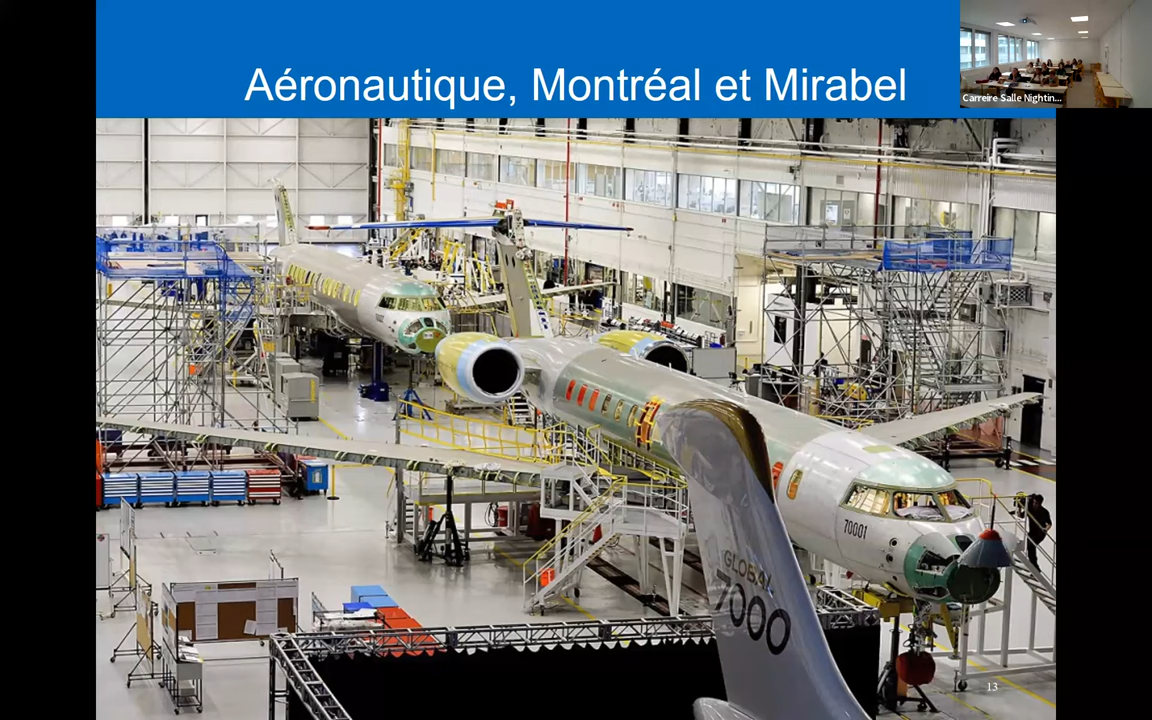 Aéronautique, Montréal et Mirabel
Carreire Salle Nightin...
70001
GLOBAL
7000
13